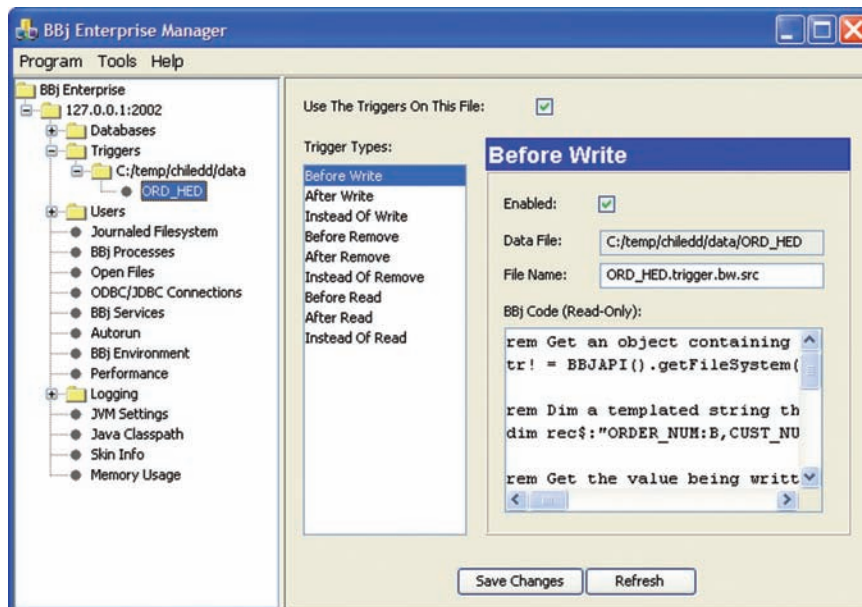 BBj Enterprise Manager
Program Tools Help
BBj Enterprise
127.0.0.1:2002
Databases
Triggers
C:/temp/chiledd/data
ORD_HED
Users
Journaled Filesystem
BBj Processes
Open Files
ODBC/JDBC Connections
BBj Services
Autorun
BBj Environment
Performance
Logging
JVM Settings
Java Classpath
Skin Info
Memory Usage
Use The Triggers On This File:
Trigger Types:
Before Write
After Write
Instead Of Write
Before Remove
After Remove
Instead Of Remove
Before Read
After Read
Instead Of Read
Before Write
Enabled:
Data File: C:/temp/chiledd/data/ORD_HED
File Name: ORD_HED.trigger.bw.src
BBj Code (Read-Only):
rem Get an object containing
tr! = BBJAPI().getFileSystem(
rem Dim a templated string th
dim rec$:"ORDER_NUM:B,CUST_NU
rem Get the value being writt
Save Changes Refresh